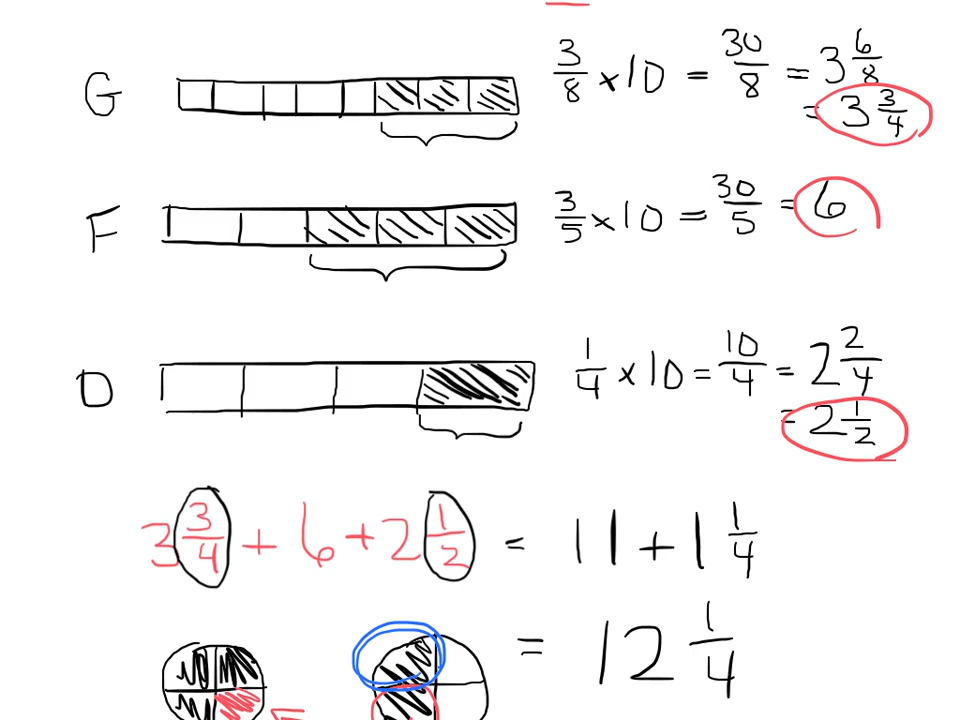 G 3/8 × 10 = 30/8 = 3 6/8
= 3 3/4
F 3/5 × 10 = 30/5 = 6
D 1/4 × 10 = 10/4 = 2 2/4
= 2 1/2
3 3/4 + 6 + 2 1/2 = 11 + 1 1/4
= 12 1/4